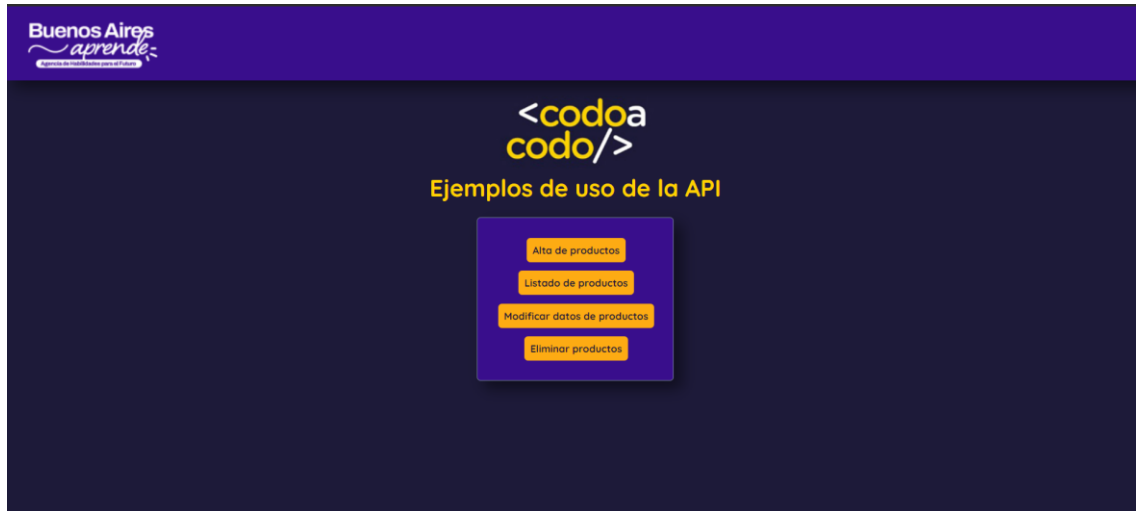 Buenos Aires
aprende
Agencia de Habilidades para el Futuro
<codoa
codo/>
Ejemplos de uso de la API
Alta de productos
Listado de productos
Modificar datos de productos
Eliminar productos